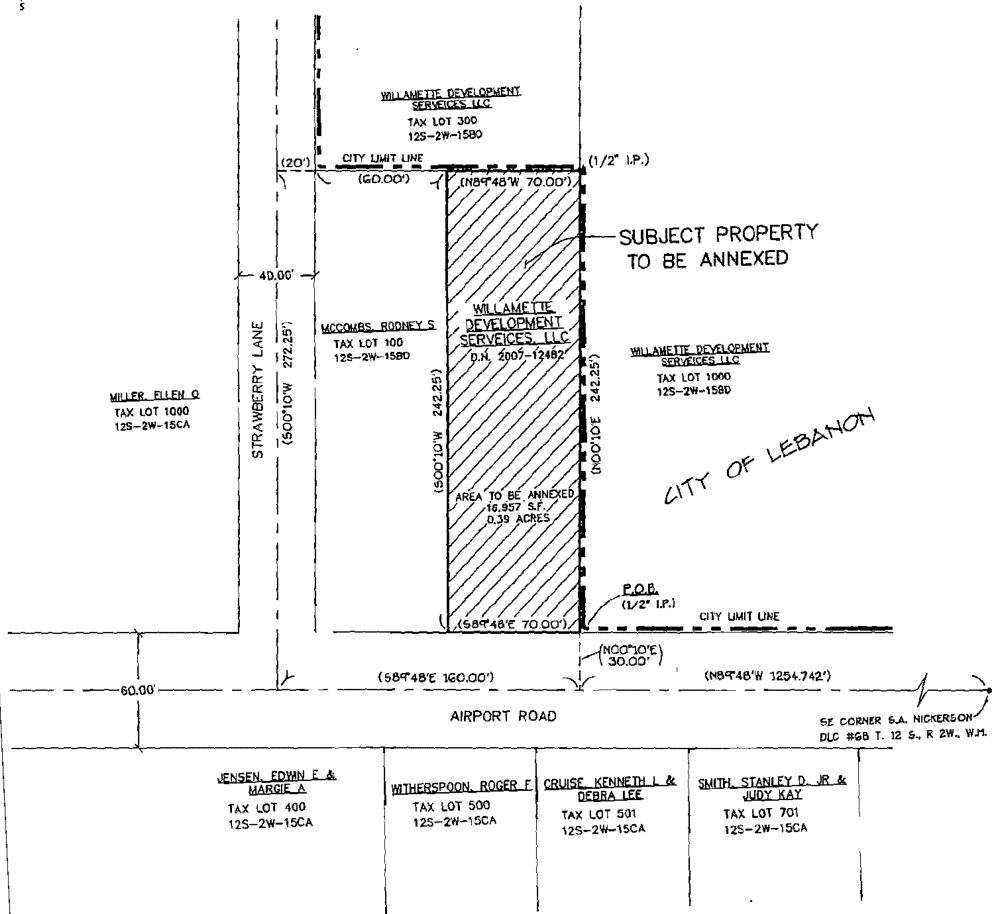 WILLAMETTE DEVELOPMENT
SERVEICES LLC
TAX LOT 300
12S-2W-15BD
(20')
CITY LIMIT LINE
(1/2" I.P.)
(60.00')
(N89°48'W 70.00')
SUBJECT PROPERTY
TO BE ANNEXED
40.00'
STRAWBERRY LANE
(S00°10'W 272.25')
MCCOMBS, RODNEY S
TAX LOT 100
12S-2W-15BD
WILLAMETTE
DEVELOPMENT
SERVEICES, LLC
D.N. 2007-12482
WILLAMETTE DEVELOPMENT
SERVEICES LLC
TAX LOT 1000
12S-2W-15BD
MILLER, ELLEN O
TAX LOT 1000
12S-2W-15CA
(S00°10'W 242.25')
(N00°10'E 242.25')
CITY OF LEBANON
AREA TO BE ANNEXED
16,957 S.F.
0.39 ACRES
P.O.B.
(1/2" I.P.)
CITY LIMIT LINE
(S89°48'E 70.00')
(N00°10'E)
30.00'
60.00'
(S89°48'E 160.00')
(N89°48'W 1254.742')
AIRPORT ROAD
SE CORNER S.A. NICKERSON
DLC #68 T. 12 S., R 2W., W.M.
JENSEN, EDWIN E &
MARGIE A
TAX LOT 400
12S-2W-15CA
WITHERSPOON, ROGER F
TAX LOT 500
12S-2W-15CA
CRUISE, KENNETH L &
DEBRA LEE
TAX LOT 501
12S-2W-15CA
SMITH, STANLEY D. JR &
JUDY KAY
TAX LOT 701
12S-2W-15CA